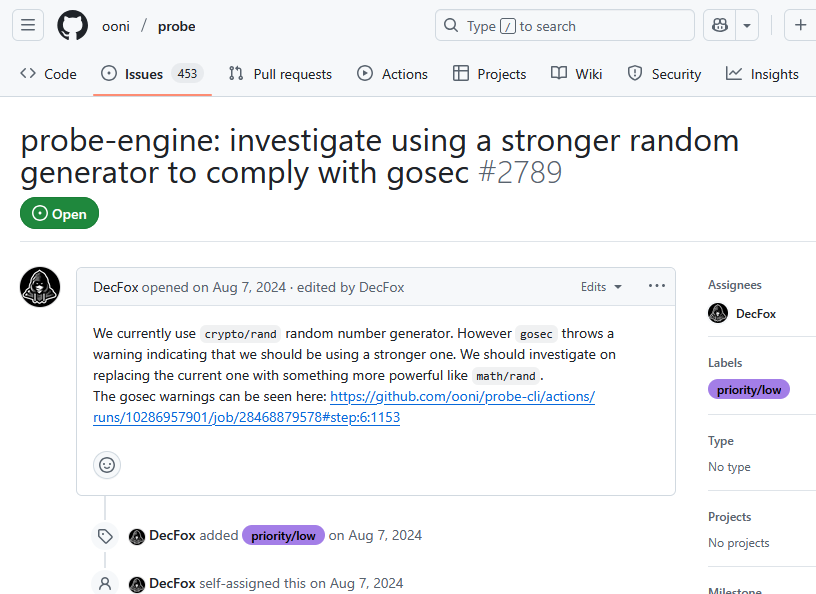 ooni / probe
Type / to search
Code
Issues 453
Pull requests
Actions
Projects
Wiki
Security
Insights
probe-engine: investigate using a stronger random
generator to comply with gosec #2789
Open
DecFox opened on Aug 7, 2024 · edited by DecFox
Edits
We currently use crypto/rand random number generator. However gosec throws a
warning indicating that we should be using a stronger one. We should investigate on
replacing the current one with something more powerful like math/rand .
The gosec warnings can be seen here: https://github.com/ooni/probe-cli/actions/
runs/10286957901/job/28468879578#step:6:1153
DecFox added priority/low on Aug 7, 2024
DecFox self-assigned this on Aug 7, 2024
Assignees
DecFox
Labels
priority/low
Type
No type
Projects
No projects
Milestone